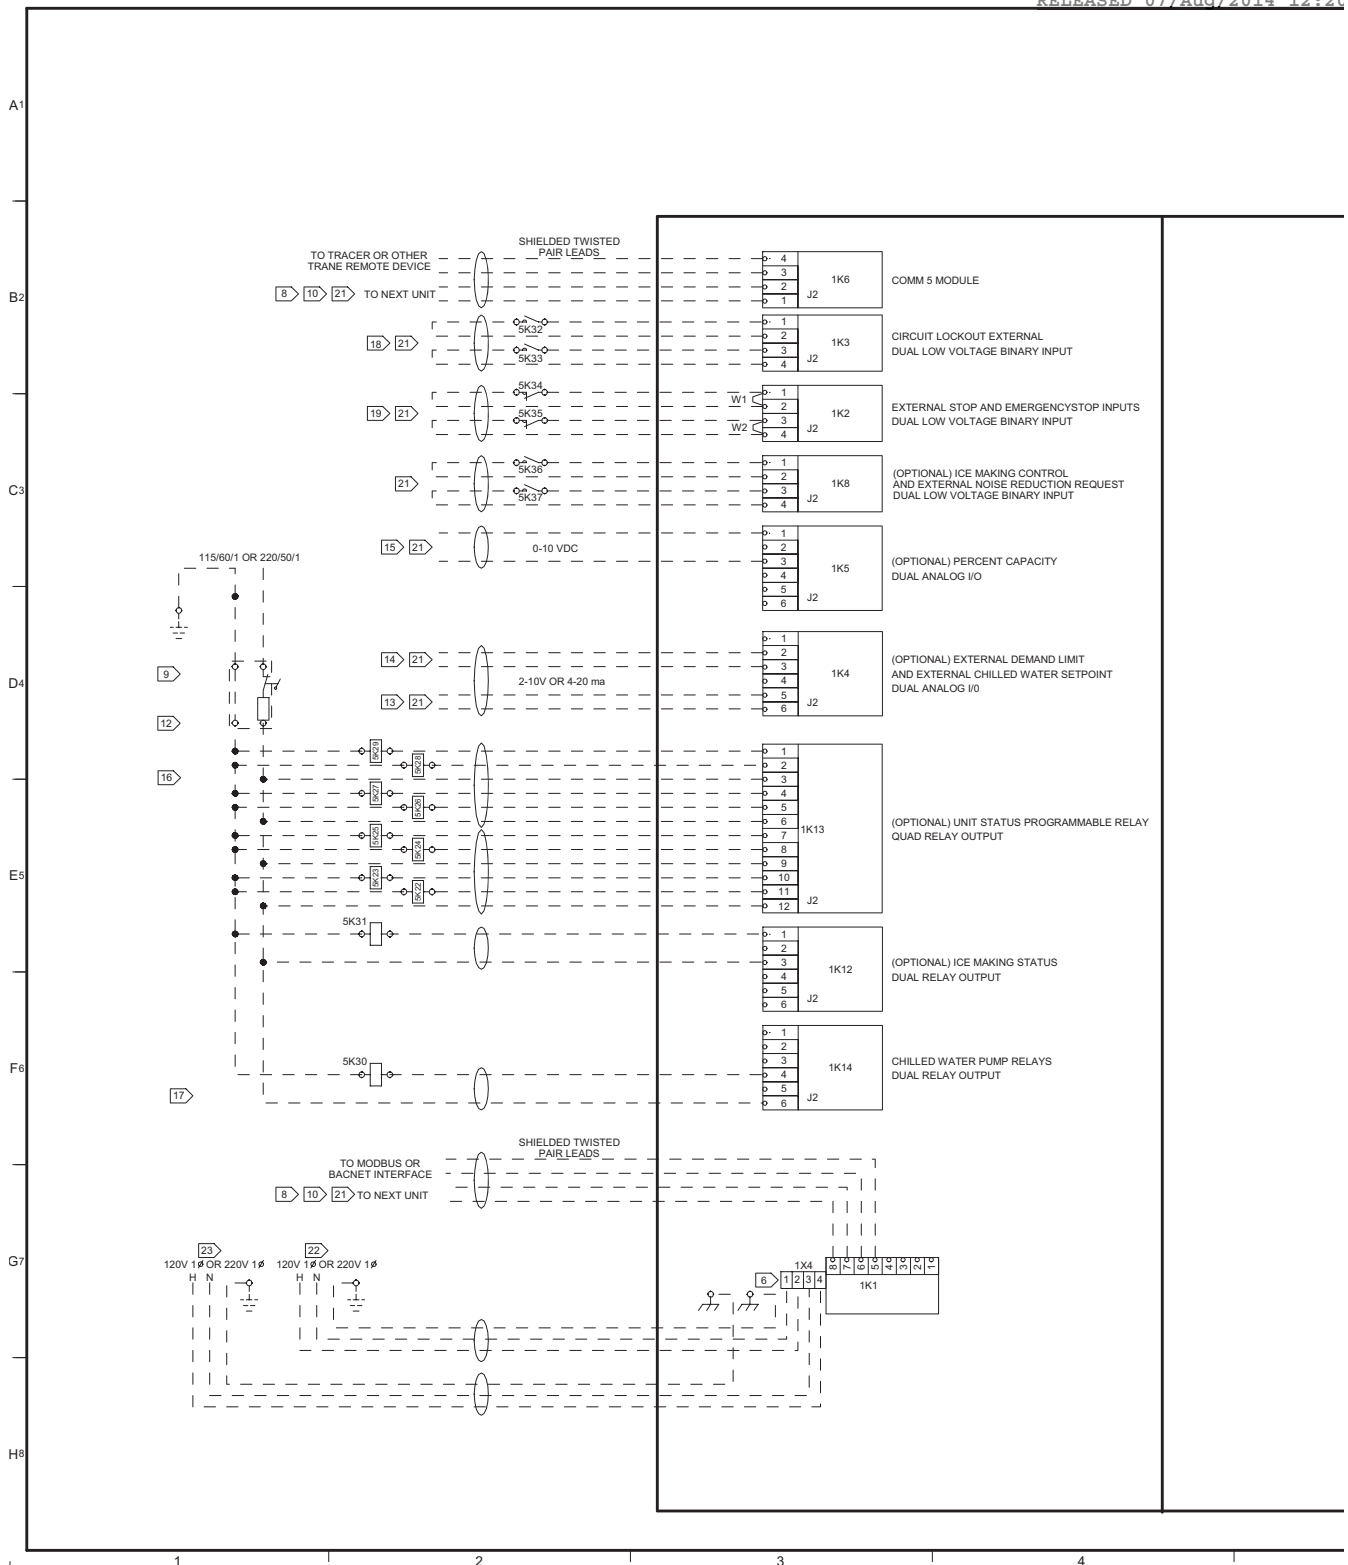 RELEASED 07/Aug/2014 12:20
A1
SHIELDED TWISTED
PAIR LEADS
TO TRACER OR OTHER
TRANE REMOTE DEVICE
8 10 21 TO NEXT UNIT
4
3
2
1
1K6
J2
COMM 5 MODULE
B2
18 21
5K32
5K33
1
2
3
4
1K3
J2
CIRCUIT LOCKOUT EXTERNAL
DUAL LOW VOLTAGE BINARY INPUT
19 21
5K34
5K35
W1
W2
1
2
3
4
1K2
J2
EXTERNAL STOP AND EMERGENCYSTOP INPUTS
DUAL LOW VOLTAGE BINARY INPUT
C3
21
5K36
5K37
1
2
3
4
1K8
J2
(OPTIONAL) ICE MAKING CONTROL
AND EXTERNAL NOISE REDUCTION REQUEST
DUAL LOW VOLTAGE BINARY INPUT
15 21
0-10 VDC
1
2
3
4
5
6
1K5
J2
(OPTIONAL) PERCENT CAPACITY
DUAL ANALOG I/O
115/60/1 OR 220/50/1
D4
9
12
14 21
13 21
2-10V OR 4-20 ma
1
2
3
4
5
6
1K4
J2
(OPTIONAL) EXTERNAL DEMAND LIMIT
AND EXTERNAL CHILLED WATER SETPOINT
DUAL ANALOG I/0
16
5K29
5K28
5K27
5K26
5K25
5K24
5K23
5K22
1
2
3
4
5
6
7
8
9
10
11
12
1K13
J2
(OPTIONAL) UNIT STATUS PROGRAMMABLE RELAY
QUAD RELAY OUTPUT
E5
5K31
1
2
3
4
5
6
1K12
J2
(OPTIONAL) ICE MAKING STATUS
DUAL RELAY OUTPUT
F6
5K30
17
1
2
3
4
5
6
1K14
J2
CHILLED WATER PUMP RELAYS
DUAL RELAY OUTPUT
SHIELDED TWISTED
PAIR LEADS
TO MODBUS OR
BACNET INTERFACE
8 10 21 TO NEXT UNIT
G7
23 22
120V 1ø OR 220V 1ø 120V 1ø OR 220V 1ø
H N H N
6
1X4
1 2 3 4
8 7 6 5 4 3 2 1
1K1
H8
1 2 3 4